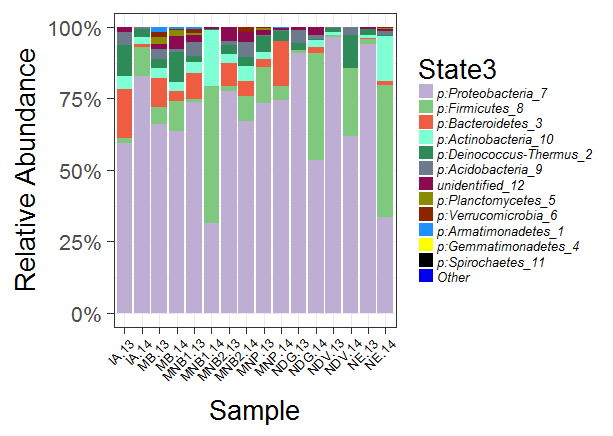 State3
p:Proteobacteria_7
p:Firmicutes_8
p:Bacteroidetes_3
p:Actinobacteria_10
p:Deinococcus-Thermus_2
p:Acidobacteria_9
unidentified_12
p:Planctomycetes_5
p:Verrucomicrobia_6
p:Armatimonadetes_1
p:Gemmatimonadetes_4
p:Spirochaetes_11
Other
Relative Abundance
100%
75%
50%
25%
0%
IA.13
IA.14
MB.13
MB.14
MNB1.13
MNB1.14
MNB2.13
MNB2.14
MNP.13
MNP.14
NDG.13
NDG.14
NDV.13
NDV.14
NE.13
NE.14
Sample